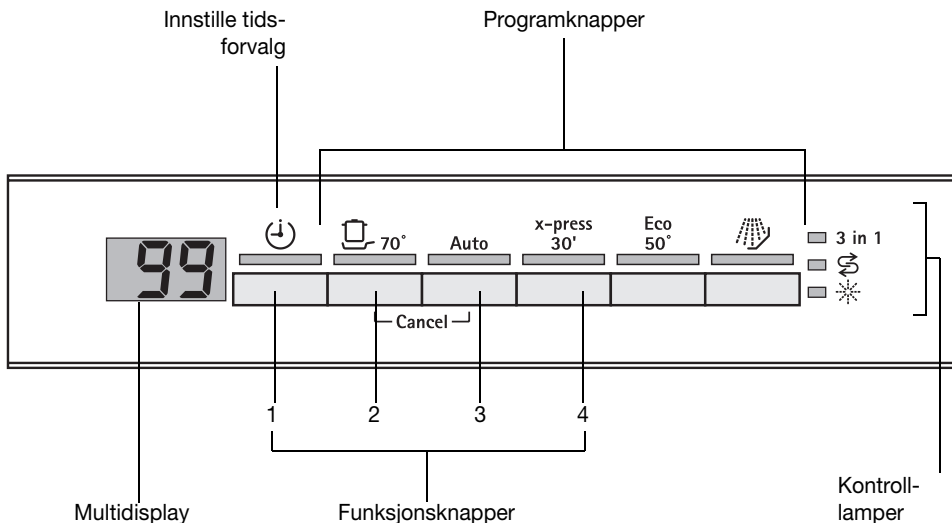 Innstille tids-
forvalg
Programknapper
99
70°
Auto
x-press
30'
Eco
50°
3 in 1
Cancel
1
2
3
4
Multidisplay
Funksjonsknapper
Kontroll-
lamper